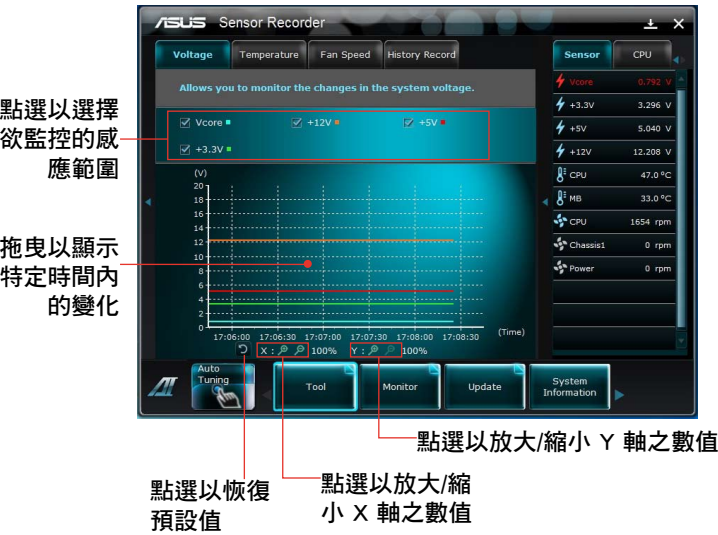 ASUS Sensor Recorder
Voltage Temperature Fan Speed History Record
Allows you to monitor the changes in the system voltage.
Vcore +12V +5V
+3.3V
(V)
20
18
16
14
12
10
8
6
4
2
0
17:06:00 17:06:30 17:07:00 17:07:30 17:08:00 17:08:30 (Time)
X : 100% Y : 100%
Sensor CPU
Vcore 0.792 V
+3.3V 3.296 V
+5V 5.040 V
+12V 12.208 V
CPU 47.0 °C
MB 33.0 °C
CPU 1654 rpm
Chassis1 0 rpm
Power 0 rpm
Auto
Tuning
Tool
Monitor
Update
System
Information
點選以選擇
欲監控的感
應範圍
拖曳以顯示
特定時間內
的變化
點選以放大/縮小 Y 軸之數值
點選以恢復
預設值
點選以放大/縮
小 X 軸之數值